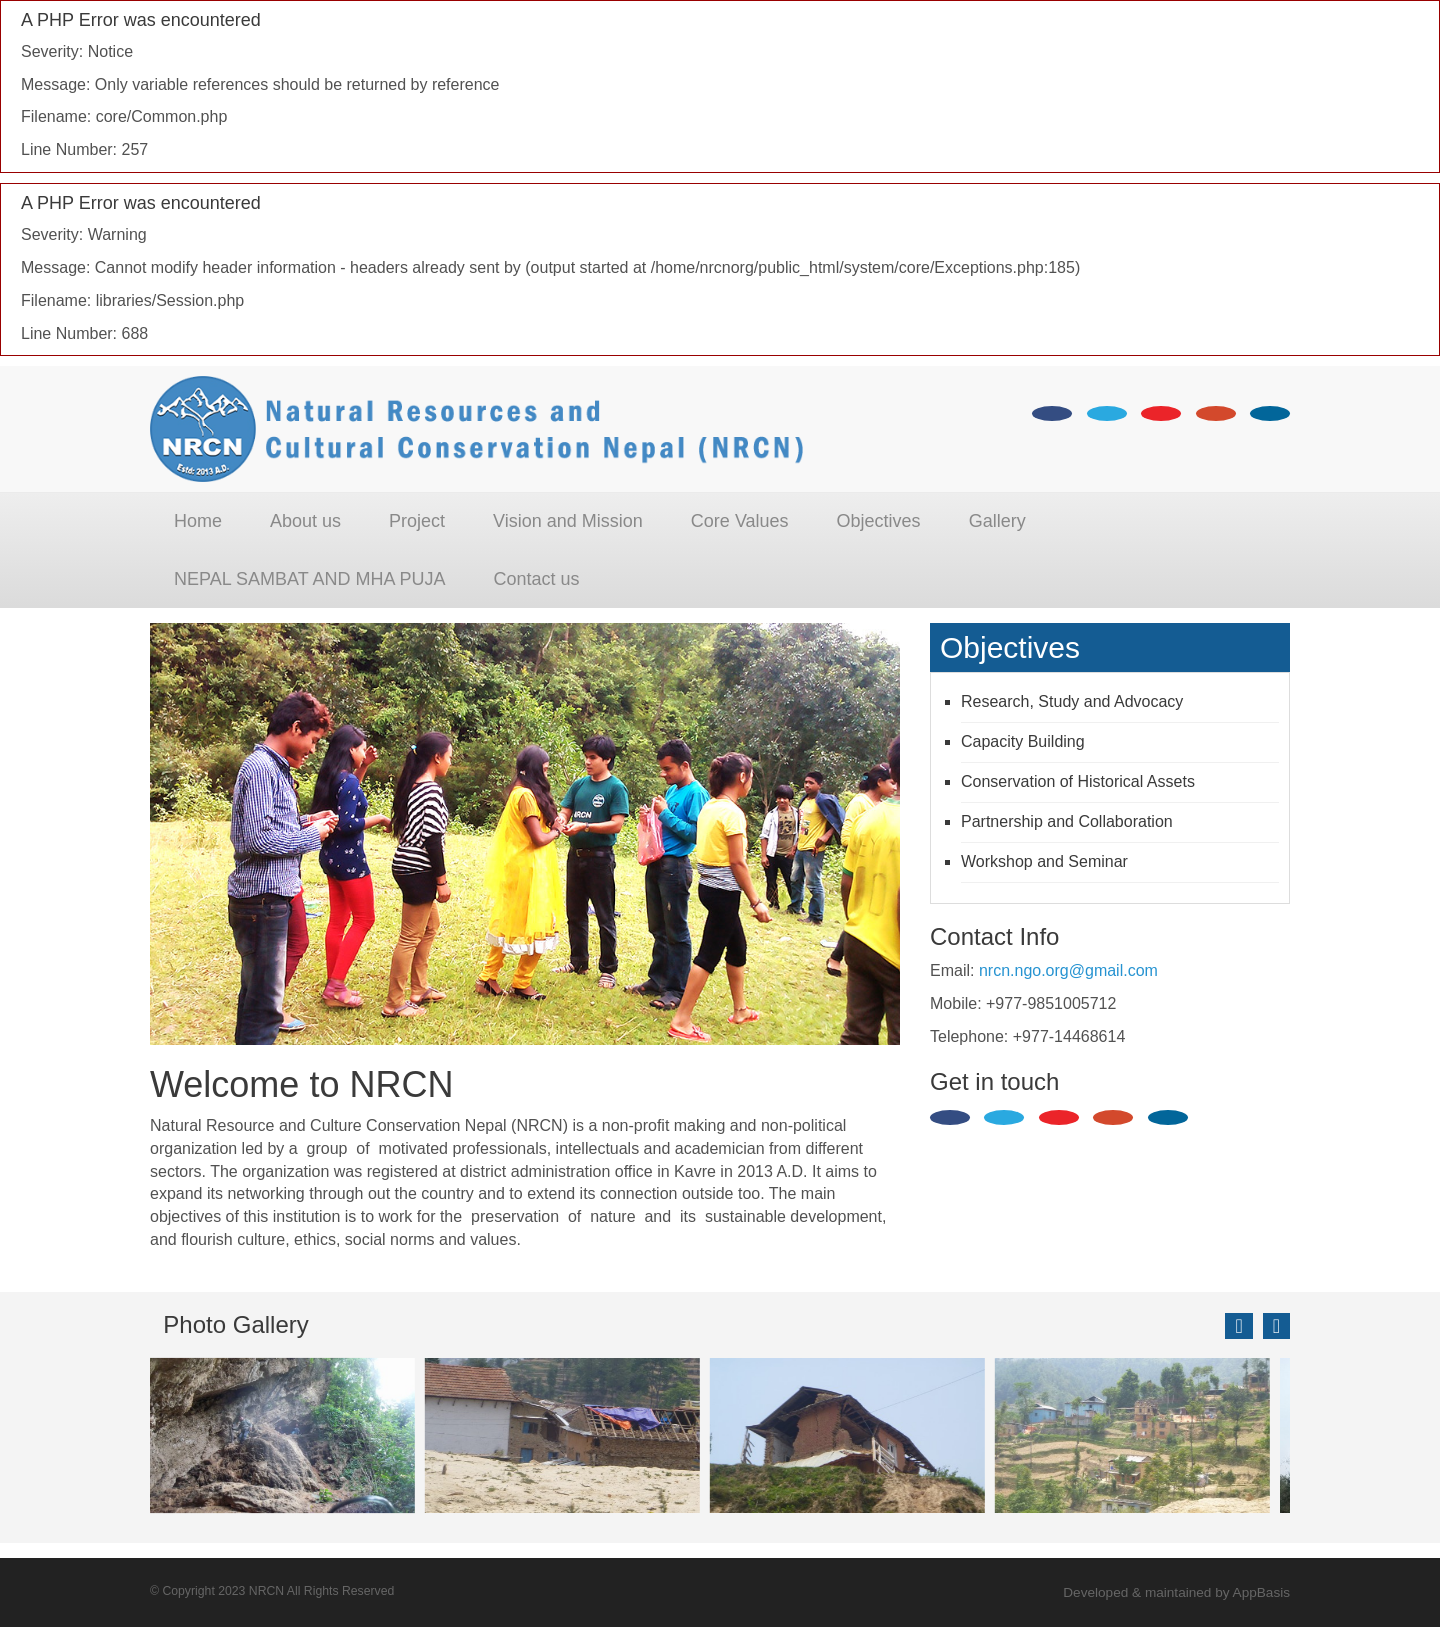 A PHP Error was encountered
Severity: Notice
Message: Only variable references should be returned by reference
Filename: core/Common.php
Line Number: 257
A PHP Error was encountered
Severity: Warning
Message: Cannot modify header information - headers already sent by (output started at /home/nrcnorg/public_html/system/core/Exceptions.php:185)
Filename: libraries/Session.php
Line Number: 688
NRCN
Estd: 2013 A.D.
Natural Resources and
Cultural Conservation Nepal (NRCN)
Home About us Project Vision and Mission Core Values Objectives Gallery
NEPAL SAMBAT AND MHA PUJA Contact us
NRCN
Objectives
Research, Study and Advocacy
Capacity Building
Conservation of Historical Assets
Partnership and Collaboration
Workshop and Seminar
Contact Info
Email: nrcn.ngo.org@gmail.com
Mobile: +977-9851005712
Telephone: +977-14468614
Get in touch
Welcome to NRCN
Natural Resource and Culture Conservation Nepal (NRCN) is a non-profit making and non-political
organization led by a group of motivated professionals, intellectuals and academician from different
sectors. The organization was registered at district administration office in Kavre in 2013 A.D. It aims to
expand its networking through out the country and to extend its connection outside too. The main
objectives of this institution is to work for the preservation of nature and its sustainable development,
and flourish culture, ethics, social norms and values.
Photo Gallery
© Copyright 2023 NRCN All Rights Reserved
Developed & maintained by AppBasis